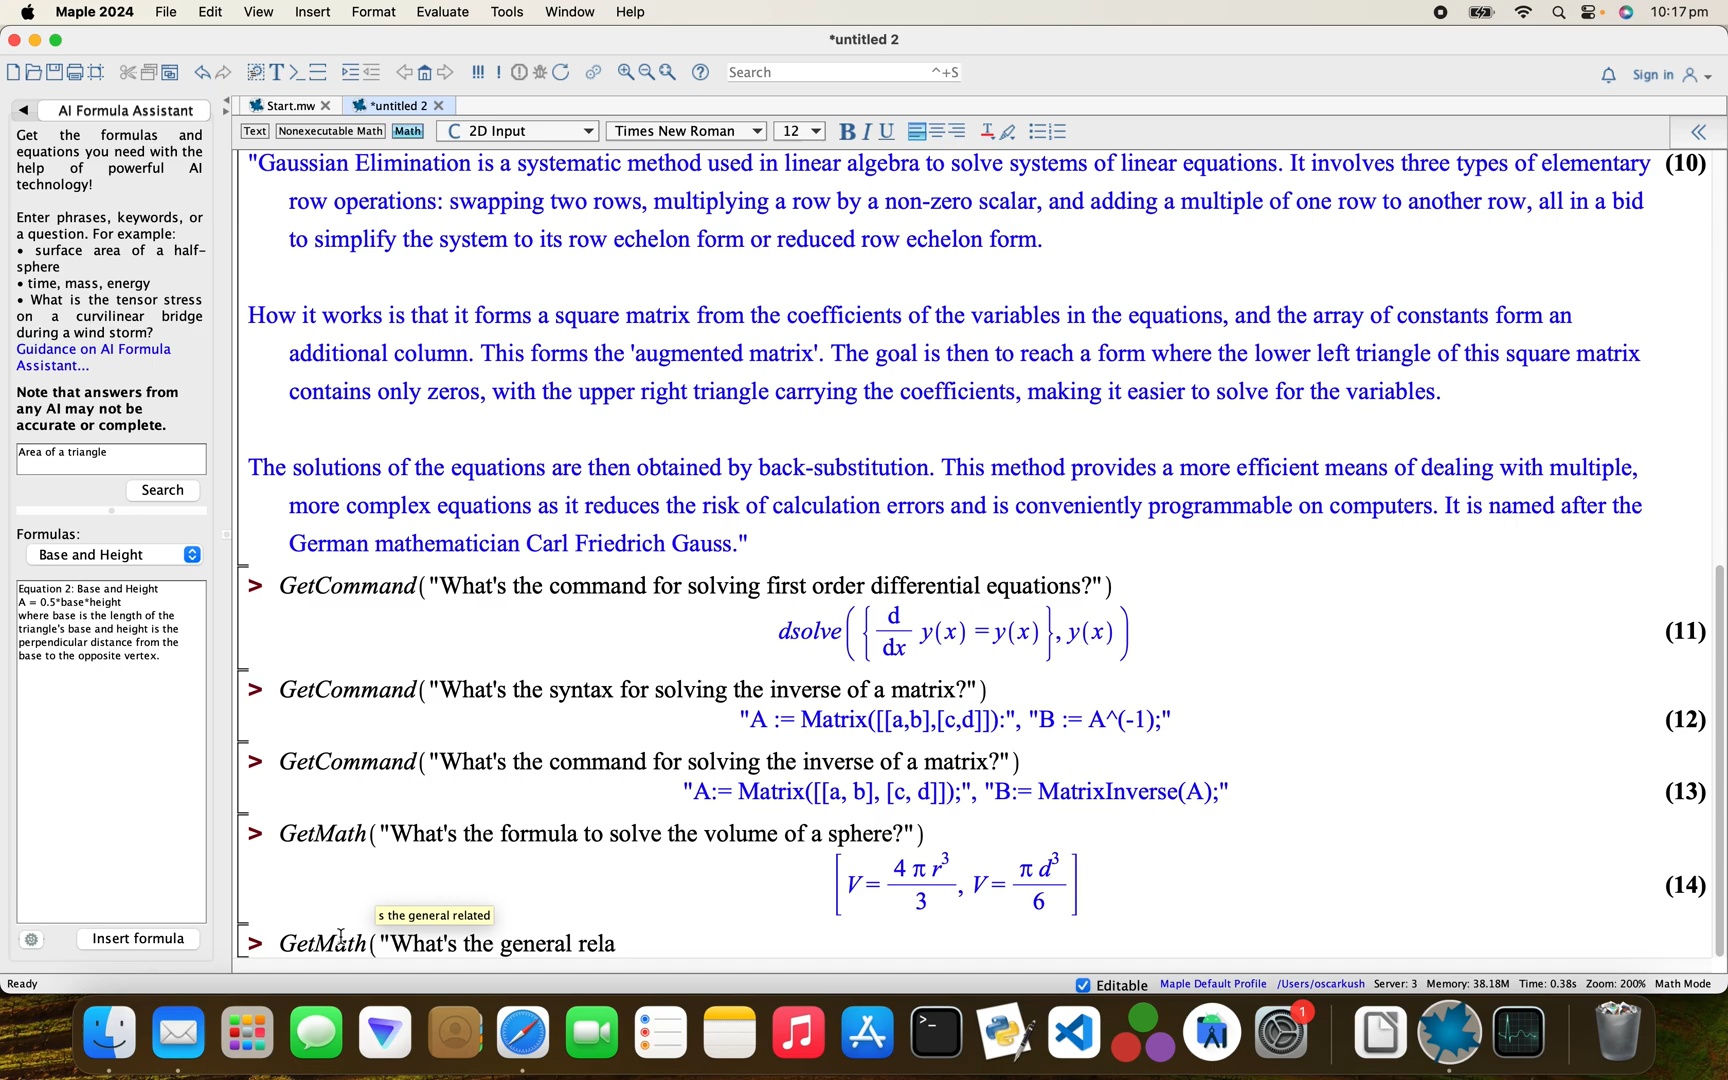 Maple 2024 File Edit View Insert Format Evaluate Tools Window Help 10:17 pm
*untitled 2
Search ^+S Sign in
AI Formula Assistant
Start.mw *untitled 2
Text Nonexecutable Math Math C 2D Input Times New Roman 12 B I U
Get the formulas and
equations you need with the
help of powerful AI
technology!
Enter phrases, keywords, or
a question. For example:
• surface area of a half-
sphere
• time, mass, energy
• What is the tensor stress
on a curvilinear bridge
during a wind storm?
Guidance on AI Formula
Assistant...
Note that answers from
any AI may not be
accurate or complete.
Area of a triangle
Search
Formulas:
Base and Height
Equation 2: Base and Height
A = 0.5*base*height
where base is the length of the
triangle's base and height is the
perpendicular distance from the
base to the opposite vertex.
Insert formula
"Gaussian Elimination is a systematic method used in linear algebra to solve systems of linear equations. It involves three types of elementary (10)
row operations: swapping two rows, multiplying a row by a non-zero scalar, and adding a multiple of one row to another row, all in a bid
to simplify the system to its row echelon form or reduced row echelon form.
How it works is that it forms a square matrix from the coefficients of the variables in the equations, and the array of constants form an
additional column. This forms the 'augmented matrix'. The goal is then to reach a form where the lower left triangle of this square matrix
contains only zeros, with the upper right triangle carrying the coefficients, making it easier to solve for the variables.
The solutions of the equations are then obtained by back-substitution. This method provides a more efficient means of dealing with multiple,
more complex equations as it reduces the risk of calculation errors and is conveniently programmable on computers. It is named after the
German mathematician Carl Friedrich Gauss."
> GetCommand("What's the command for solving first order differential equations?")
dsolve({d/dx y(x) = y(x)}, y(x)) (11)
> GetCommand("What's the syntax for solving the inverse of a matrix?")
"A := Matrix([[a,b],[c,d]]):", "B := A^(-1);" (12)
> GetCommand("What's the command for solving the inverse of a matrix?")
"A:= Matrix([[a, b], [c, d]]);", "B:= MatrixInverse(A);" (13)
> GetMath("What's the formula to solve the volume of a sphere?")
[V = 4 π r³/3, V = π d³/6] (14)
s the general related
> GetMath("What's the general rela
Ready Editable Maple Default Profile /Users/oscarkush Server: 3 Memory: 38.18M Time: 0.38s Zoom: 200% Math Mode
1